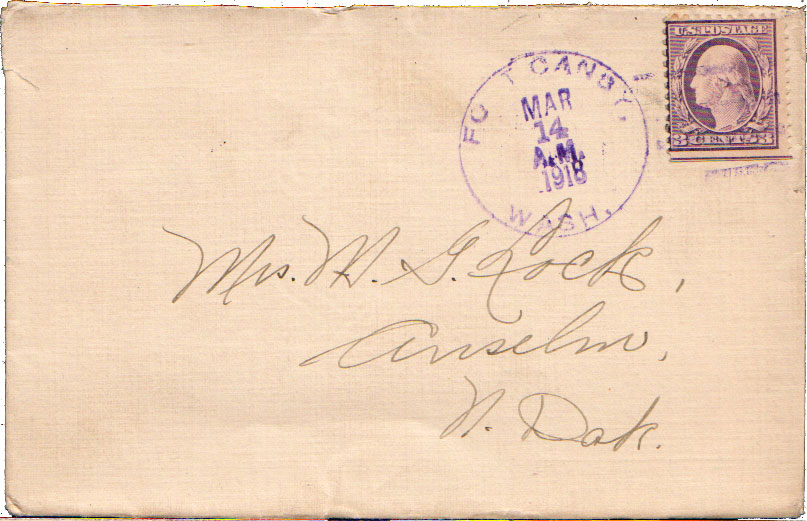 U.S. POSTAGE
3 CENTS 3
FORT CANBY,
MAR
14
A.M.
1918
WASH.
Mrs. W. G. Lock,
Anselm,
N. Dak.